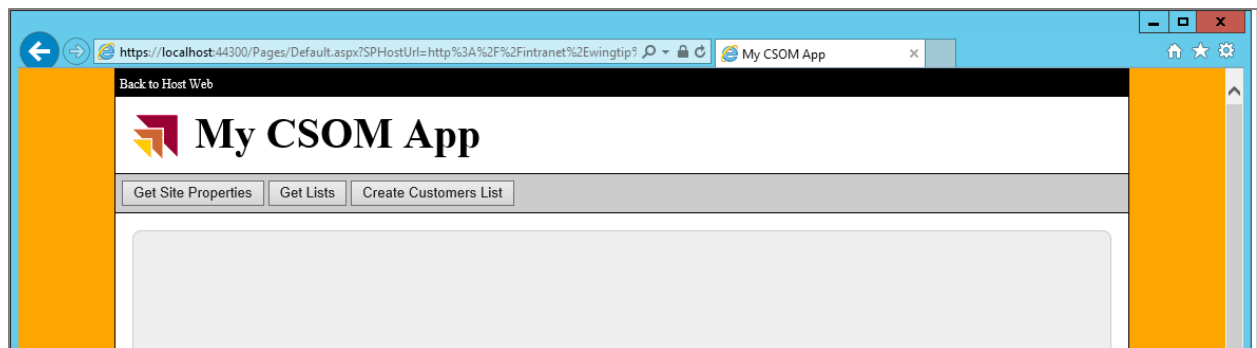 https://localhost:44300/Pages/Default.aspx?SPHostUrl=http%3A%2F%2Fintranet%2Ewingtip
My CSOM App
Back to Host Web
My CSOM App
Get Site Properties Get Lists Create Customers List